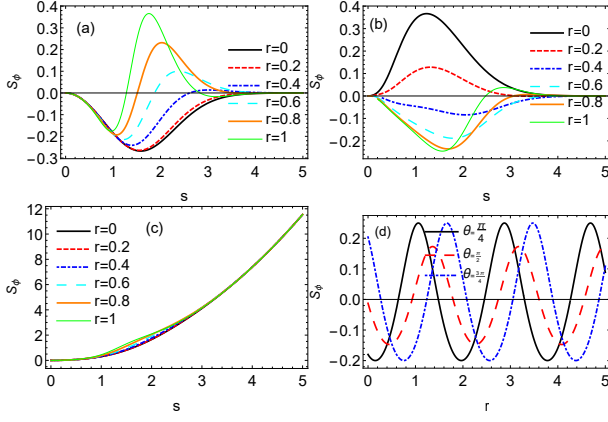 (a)
S_ϕ
0.4
0.3
0.2
0.1
0.0
-0.1
-0.2
-0.3
0 1 2 3 4 5
s
r=0
r=0.2
r=0.4
r=0.6
r=0.8
r=1
(b)
S_ϕ
0.3
0.2
0.1
0.0
-0.1
-0.2
0 1 2 3 4 5
s
r=0
r=0.2
r=0.4
r=0.6
r=0.8
r=1
(c)
S_ϕ
12
10
8
6
4
2
0
0 1 2 3 4 5
s
r=0
r=0.2
r=0.4
r=0.6
r=0.8
r=1
(d)
S_ϕ
0.2
0.1
0.0
-0.1
-0.2
0 1 2 3 4 5
r
θ=π/4
θ=π/2
θ=3π/4